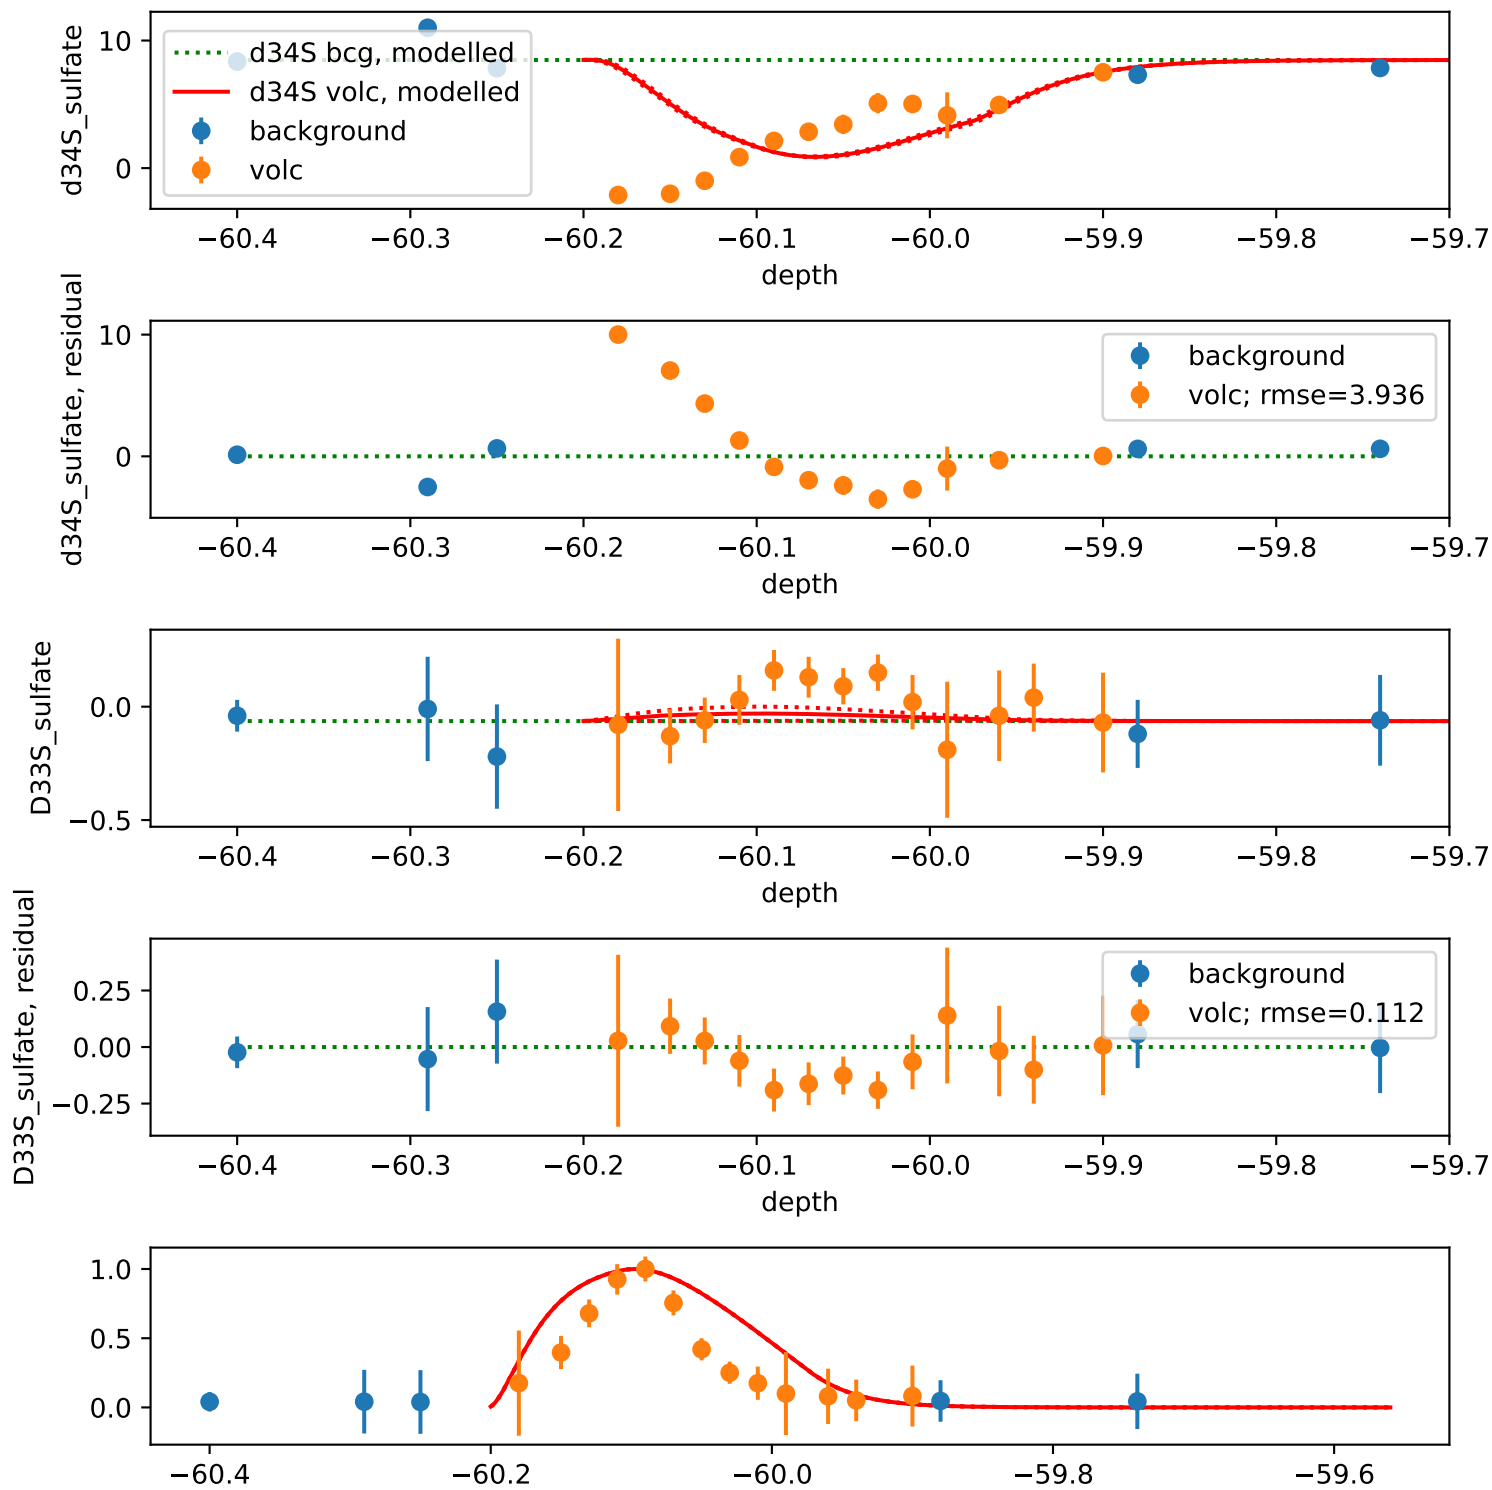 d34S_sulfate
10
0
d34S bcg, modelled
d34S volc, modelled
background
volc
−60.4 −60.3 −60.2 −60.1 −60.0 −59.9 −59.8 −59.7
depth
d34S_sulfate, residual
10
0
background
volc; rmse=3.936
−60.4 −60.3 −60.2 −60.1 −60.0 −59.9 −59.8 −59.7
depth
D33S_sulfate
0.0
−0.5
−60.4 −60.3 −60.2 −60.1 −60.0 −59.9 −59.8 −59.7
depth
D33S_sulfate, residual
0.25
0.00
−0.25
background
volc; rmse=0.112
−60.4 −60.3 −60.2 −60.1 −60.0 −59.9 −59.8 −59.7
depth
1.0
0.5
0.0
−60.4 −60.2 −60.0 −59.8 −59.6